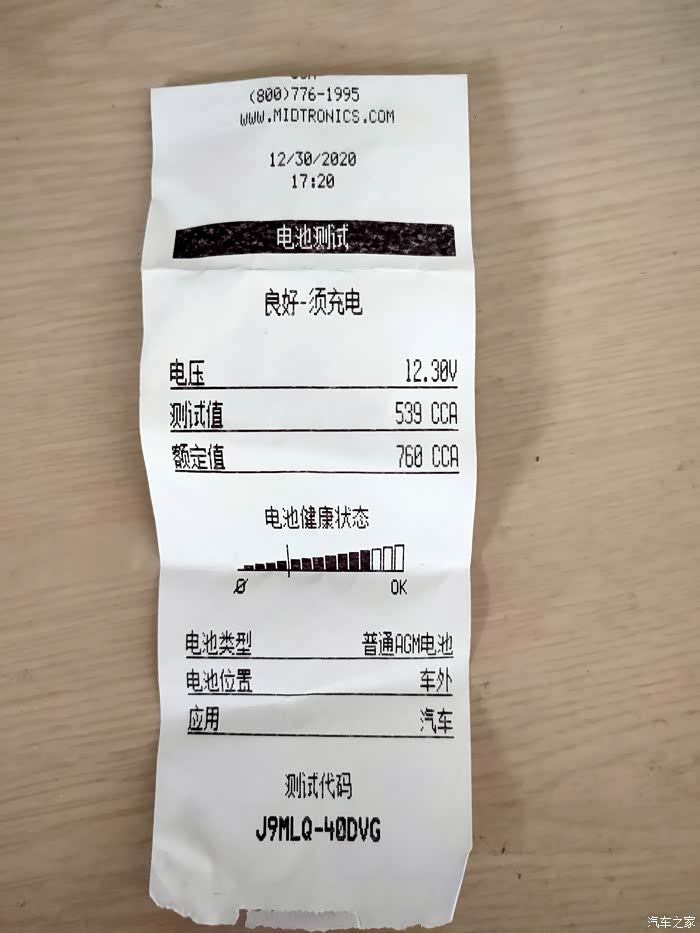 (800)776-1995
WWW.MIDTRONICS.COM
12/30/2020
17:20
电池测试
良好-须充电
电压 12.30V
测试值 539 CCA
额定值 760 CCA
电池健康状态
0 OK
电池类型 普通AGM电池
电池位置 车外
应用 汽车
测试代码
J9MLQ-40DVG
汽车之家